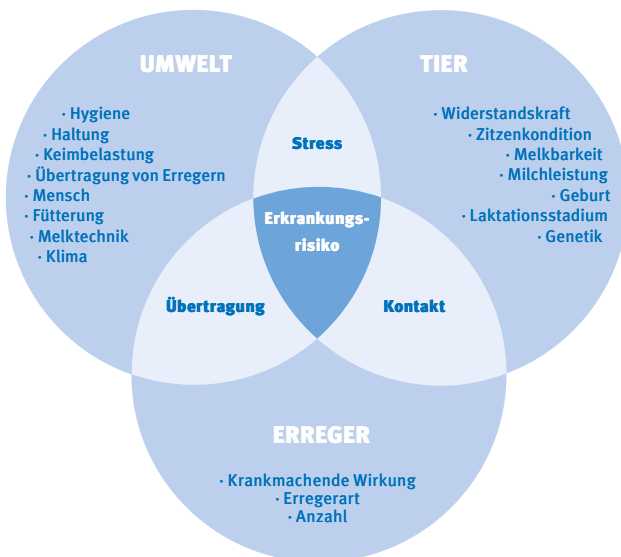 UMWELT
· Hygiene
· Haltung
· Keimbelastung
· Übertragung von Erregern
· Mensch
· Fütterung
· Melktechnik
· Klima
TIER
· Widerstandskraft
· Zitzenkondition
· Melkbarkeit
· Milchleistung
· Geburt
· Laktationsstadium
· Genetik
Stress
Erkrankungs-
risiko
Übertragung
Kontakt
ERREGER
· Krankmachende Wirkung
· Erregerart
· Anzahl